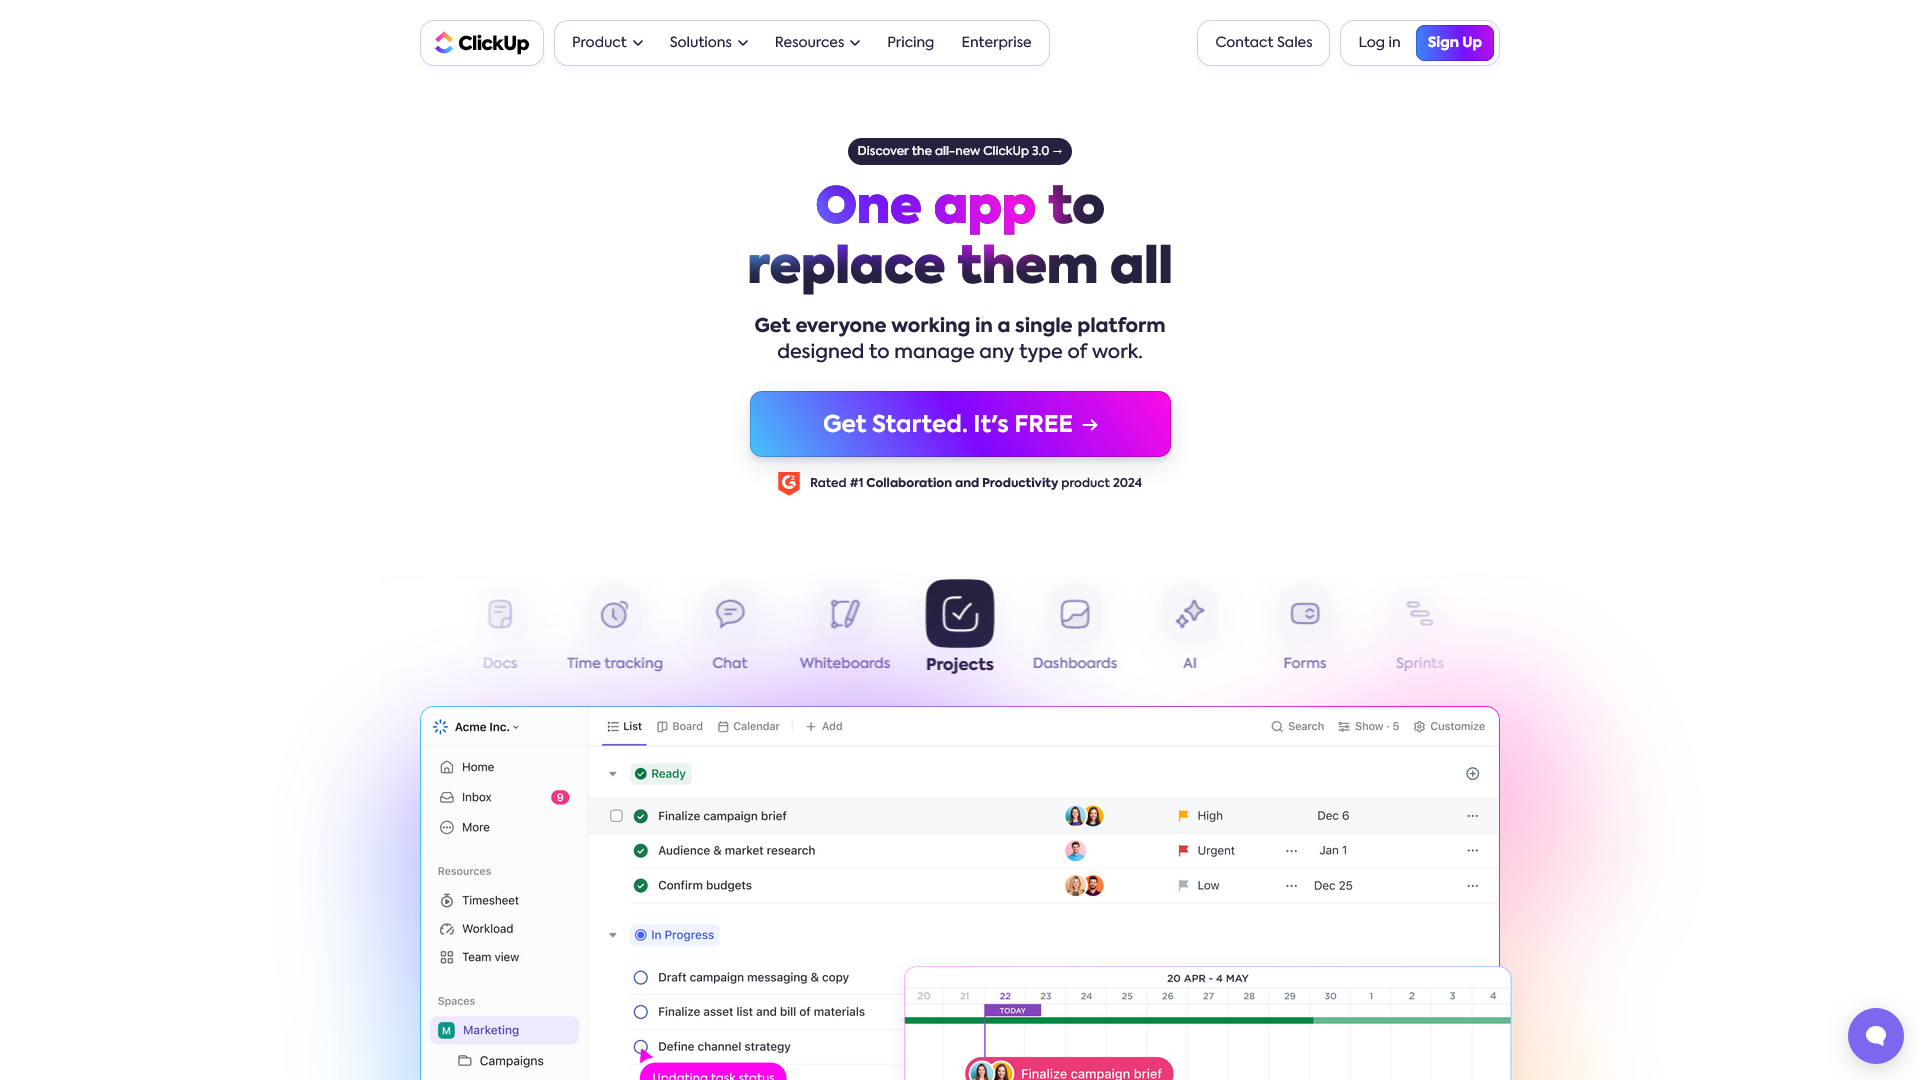 ClickUp
Product
Solutions
Resources
Pricing
Enterprise
Contact Sales
Log in
Sign Up
Discover the all-new ClickUp 3.0 →
One app to
replace them all
Get everyone working in a single platform
designed to manage any type of work.
Get Started. It's FREE →
Rated #1 Collaboration and Productivity product 2024
Docs
Time tracking
Chat
Whiteboards
Projects
Dashboards
AI
Forms
Sprints
Acme Inc.
List
Board
Calendar
+ Add
Search
Show · 5
Customize
Home
Inbox
9
More
Resources
Timesheet
Workload
Team view
Spaces
M
Marketing
Campaigns
Ready
Finalize campaign brief
High
Dec 6
Audience & market research
Urgent
Jan 1
Confirm budgets
Low
Dec 25
In Progress
Draft campaign messaging & copy
Finalize asset list and bill of materials
Define channel strategy
Updating task status
20 APR - 4 MAY
20 21 22 23 24 25 26 27 28 29 30 1 2 3 4
TODAY
Finalize campaign brief